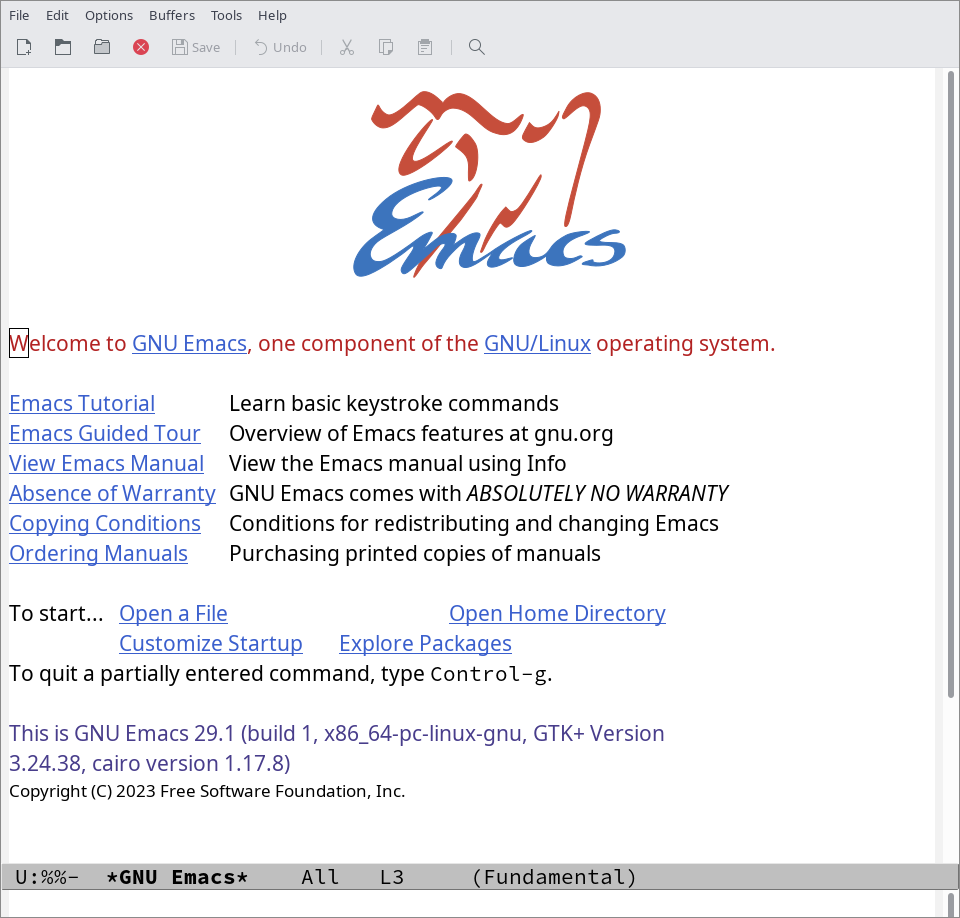 File Edit Options Buffers Tools Help
Save Undo
Emacs
Welcome to GNU Emacs, one component of the GNU/Linux operating system.
Emacs Tutorial Learn basic keystroke commands
Emacs Guided Tour Overview of Emacs features at gnu.org
View Emacs Manual View the Emacs manual using Info
Absence of Warranty GNU Emacs comes with ABSOLUTELY NO WARRANTY
Copying Conditions Conditions for redistributing and changing Emacs
Ordering Manuals Purchasing printed copies of manuals
To start... Open a File Open Home Directory
Customize Startup Explore Packages
To quit a partially entered command, type Control-g.
This is GNU Emacs 29.1 (build 1, x86_64-pc-linux-gnu, GTK+ Version
3.24.38, cairo version 1.17.8)
Copyright (C) 2023 Free Software Foundation, Inc.
U:%%- *GNU Emacs* All L3 (Fundamental)